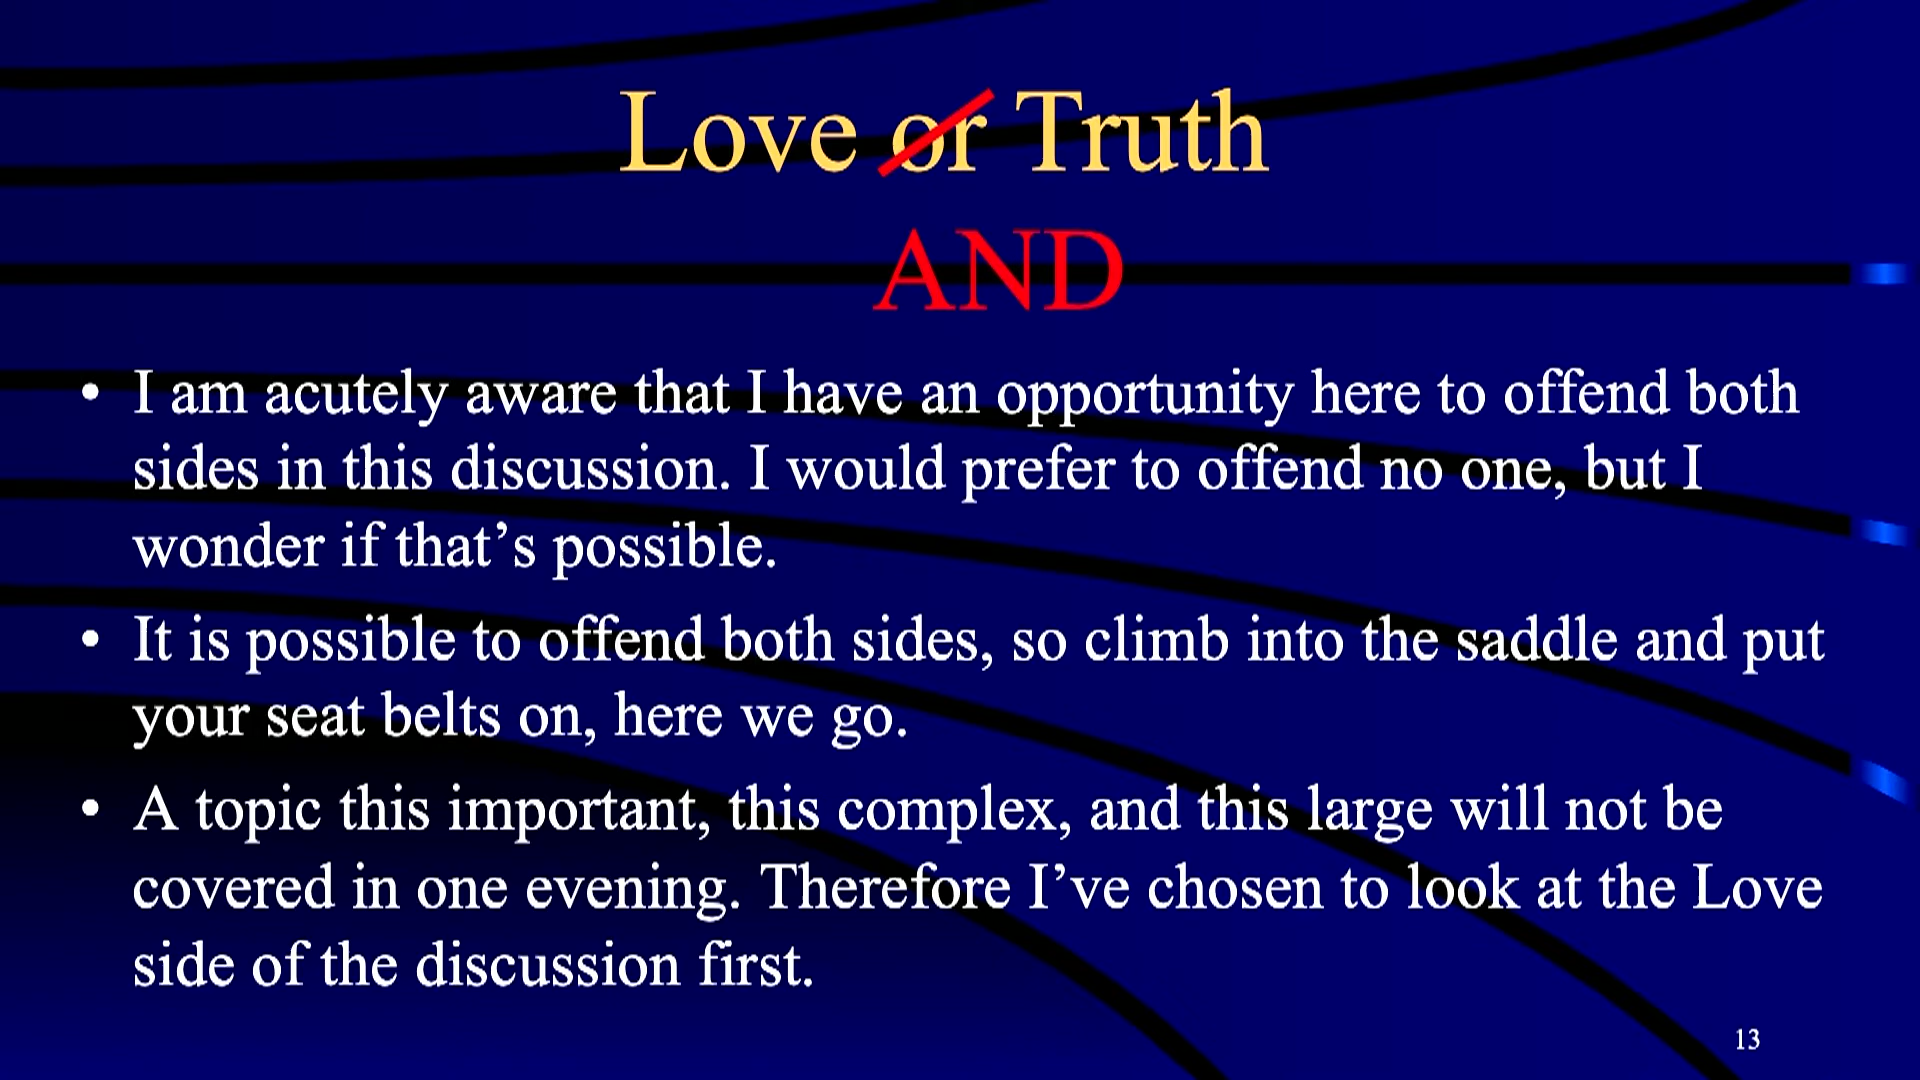 Love or Truth
AND
• I am acutely aware that I have an opportunity here to offend both
sides in this discussion. I would prefer to offend no one, but I
wonder if that’s possible.
• It is possible to offend both sides, so climb into the saddle and put
your seat belts on, here we go.
• A topic this important, this complex, and this large will not be
covered in one evening. Therefore I’ve chosen to look at the Love
side of the discussion first.
13